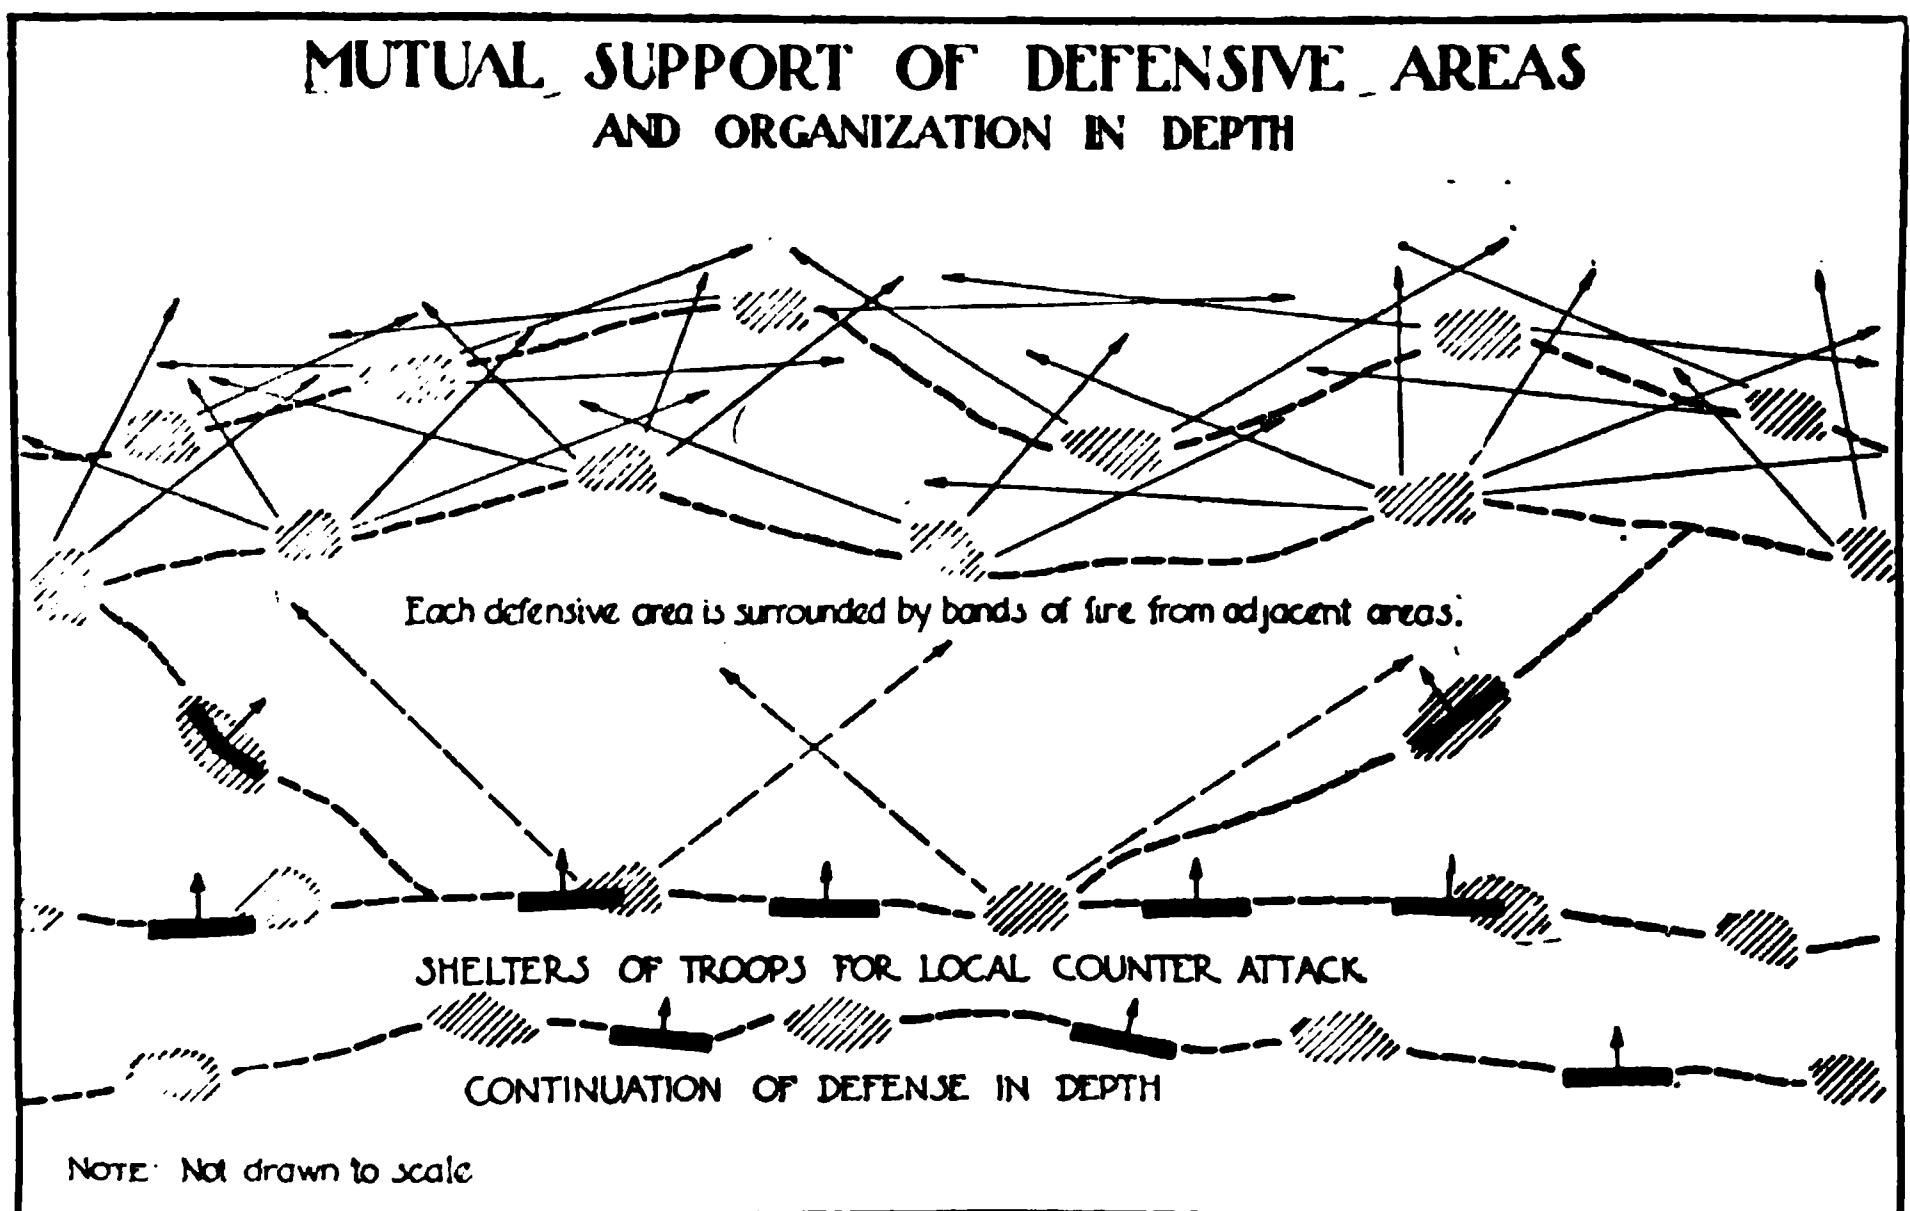 MUTUAL SUPPORT OF DEFENSIVE AREAS
AND ORGANIZATION IN DEPTH
Each defensive area is surrounded by bands of fire from adjacent areas.
SHELTERS OF TROOPS FOR LOCAL COUNTER ATTACK
CONTINUATION OF DEFENSE IN DEPTH
NOTE: Not drawn to scale